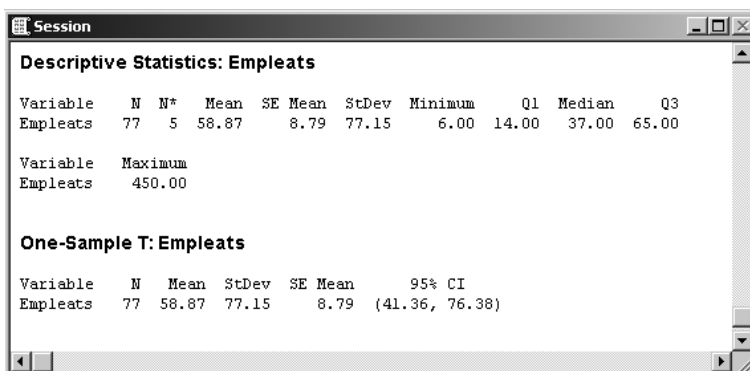 Session
Descriptive Statistics: Empleats
Variable N N* Mean SE Mean StDev Minimum Q1 Median Q3
Empleats 77 5 58.87 8.79 77.15 6.00 14.00 37.00 65.00
Variable Maximum
Empleats 450.00
One-Sample T: Empleats
Variable N Mean StDev SE Mean 95% CI
Empleats 77 58.87 77.15 8.79 (41.36, 76.38)